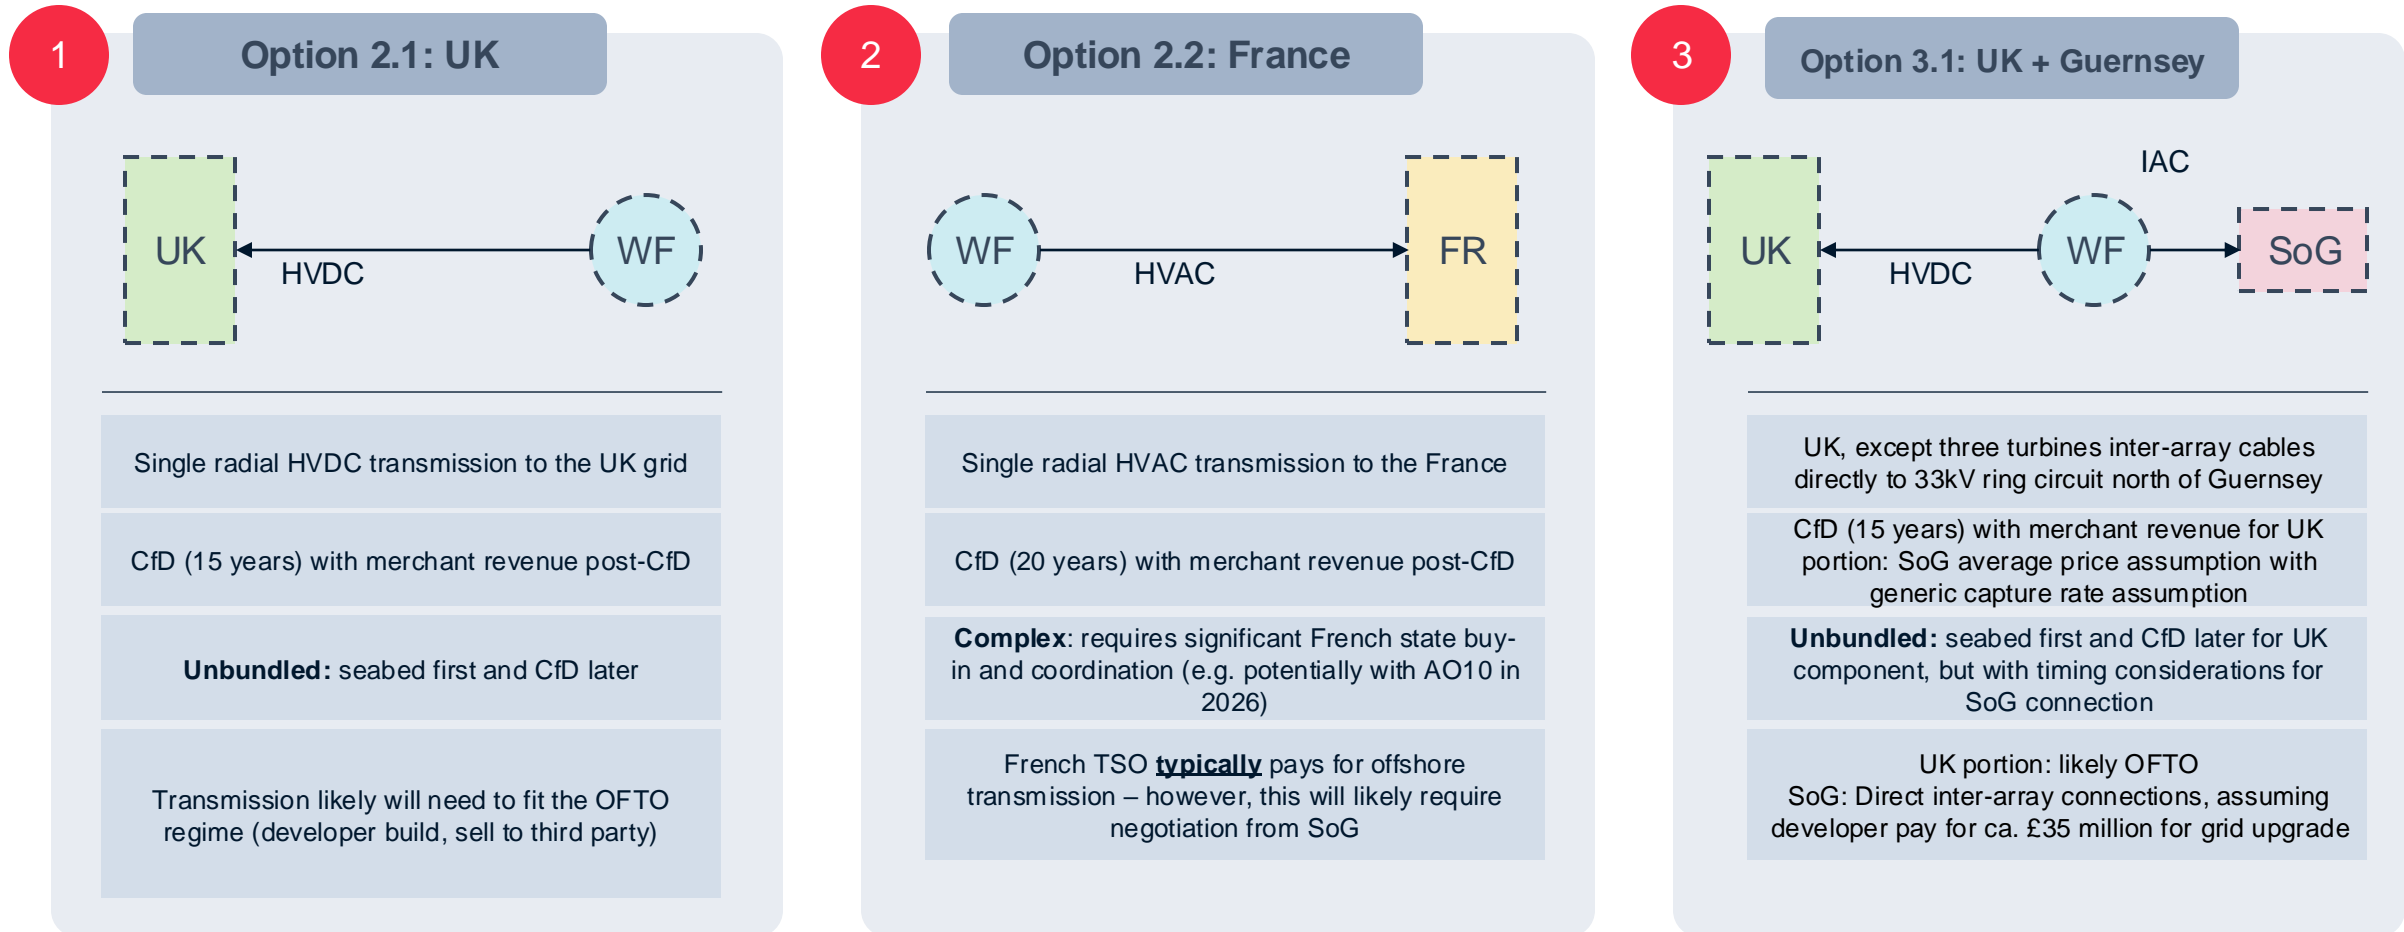 1
Option 2.1: UK
UK
HVDC
WF
Single radial HVDC transmission to the UK grid
CfD (15 years) with merchant revenue post-CfD
Unbundled: seabed first and CfD later
Transmission likely will need to fit the OFTO
regime (developer build, sell to third party)
2
Option 2.2: France
WF
HVAC
FR
Single radial HVAC transmission to the France
CfD (20 years) with merchant revenue post-CfD
Complex: requires significant French state buy-
in and coordination (e.g. potentially with AO10 in
2026)
French TSO typically pays for offshore
transmission – however, this will likely require
negotiation from SoG
3
Option 3.1: UK + Guernsey
IAC
UK
HVDC
WF
SoG
UK, except three turbines inter-array cables
directly to 33kV ring circuit north of Guernsey
CfD (15 years) with merchant revenue for UK
portion: SoG average price assumption with
generic capture rate assumption
Unbundled: seabed first and CfD later for UK
component, but with timing considerations for
SoG connection
UK portion: likely OFTO
SoG: Direct inter-array connections, assuming
developer pay for ca. £35 million for grid upgrade